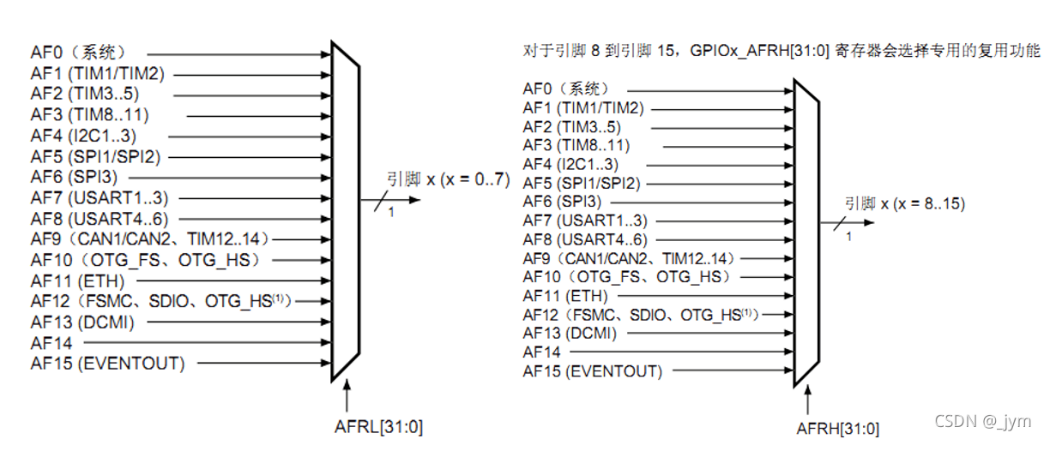 AF0（系统）
AF1 (TIM1/TIM2)
AF2 (TIM3..5)
AF3 (TIM8..11)
AF4 (I2C1..3)
AF5 (SPI1/SPI2)
AF6 (SPI3)
AF7 (USART1..3)
AF8 (USART4..6)
AF9（CAN1/CAN2、TIM12..14）
AF10（OTG_FS、OTG_HS）
AF11 (ETH)
AF12（FSMC、SDIO、OTG_HS(1)）
AF13 (DCMI)
AF14
AF15 (EVENTOUT)
引脚 x (x = 0..7)
1
AFRL[31:0]
对于引脚 8 到引脚 15，GPIOx_AFRH[31:0] 寄存器会选择专用的复用功能
AF0（系统）
AF1 (TIM1/TIM2)
AF2 (TIM3..5)
AF3 (TIM8..11)
AF4 (I2C1..3)
AF5 (SPI1/SPI2)
AF6 (SPI3)
AF7 (USART1..3)
AF8 (USART4..6)
AF9（CAN1/CAN2、TIM12..14）
AF10（OTG_FS、OTG_HS）
AF11 (ETH)
AF12（FSMC、SDIO、OTG_HS(1)）
AF13 (DCMI)
AF14
AF15 (EVENTOUT)
引脚 x (x = 8..15)
1
AFRH[31:0]
CSDN @_jym